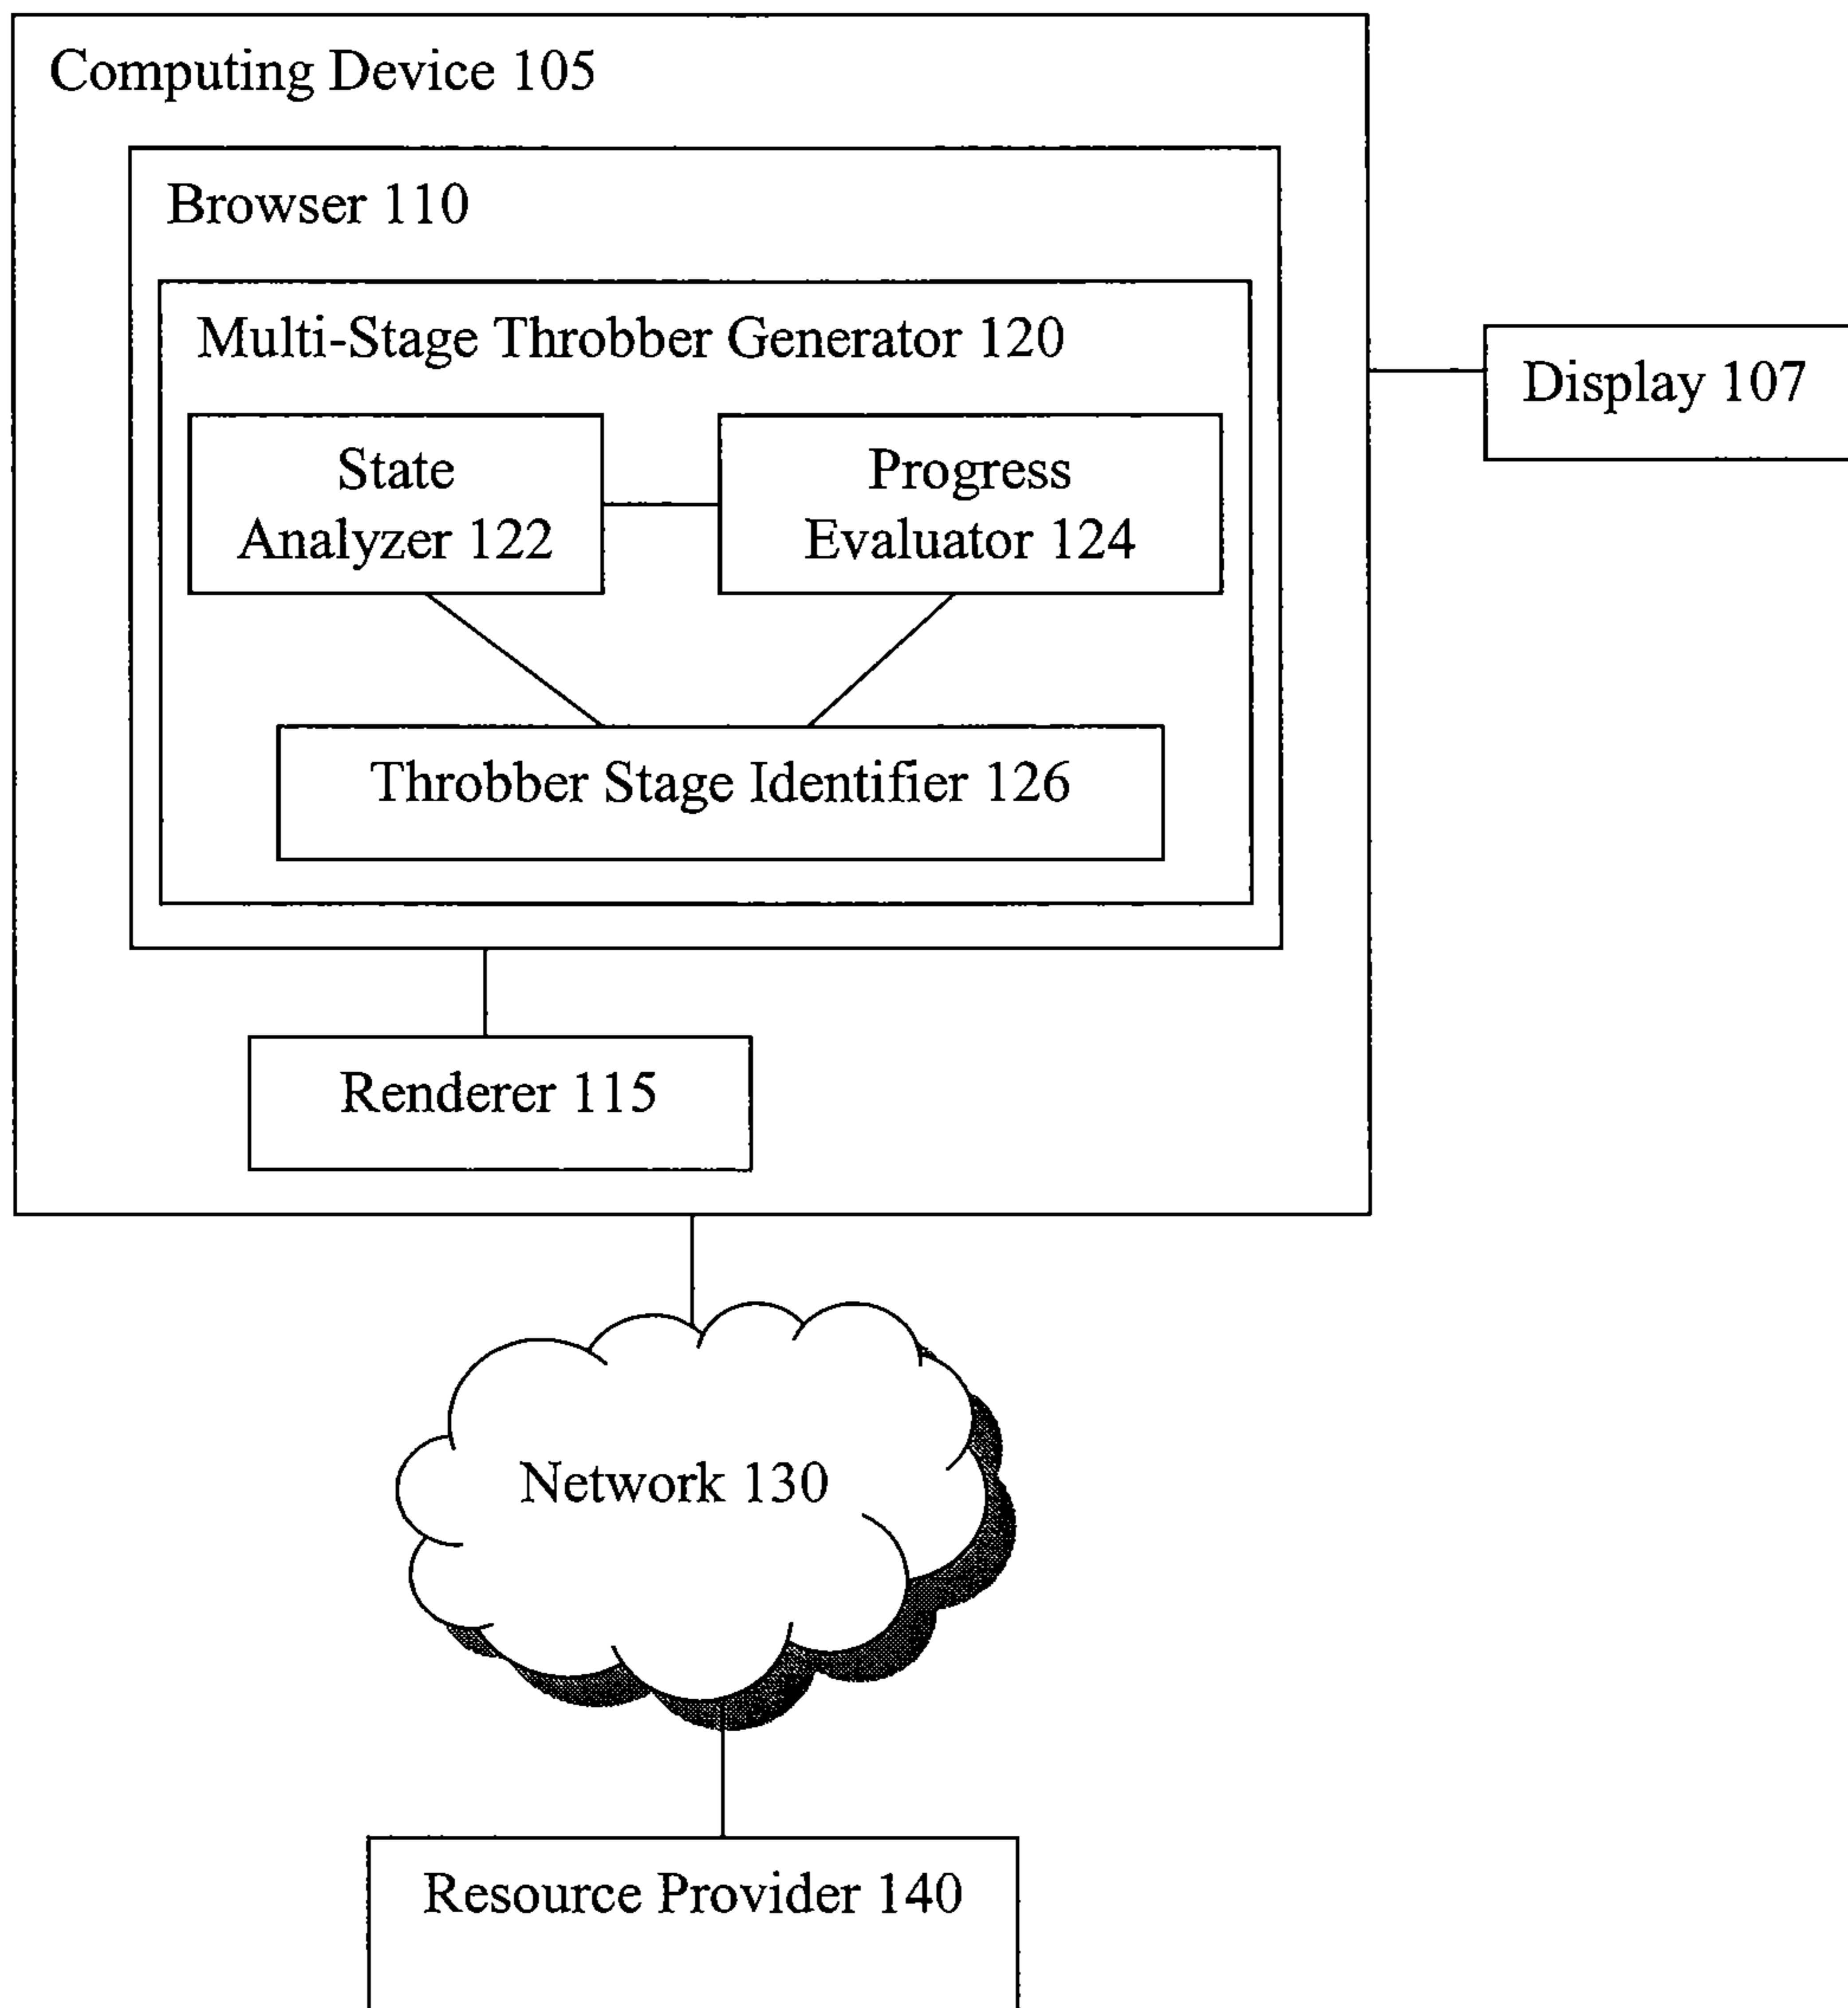 Computing Device 105
Browser 110
Multi-Stage Throbber Generator 120
State
Analyzer 122
Progress
Evaluator 124
Display 107
Throbber Stage Identifier 126
Renderer 115
Network 130
Resource Provider 140